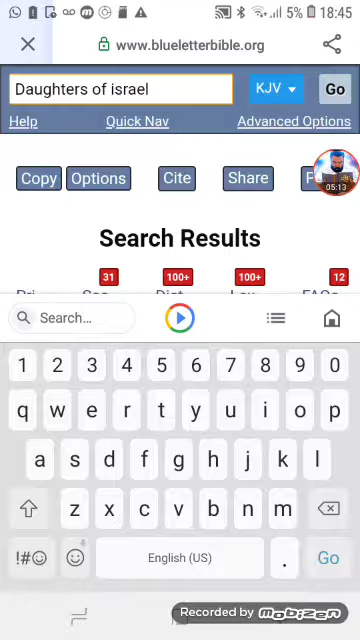 5% 18:45
www.blueletterbible.org
Daughters of israel KJV Go
Help Quick Nav Advanced Options
Copy Options Cite Share
05:13
Search Results
31 100+ 100+ 12
Search...
1 2 3 4 5 6 7 8 9 0
q w e r t y u i o p
a s d f g h j k l
z x c v b n m
!#☺ English (US) . Go
Recorded by mobizen